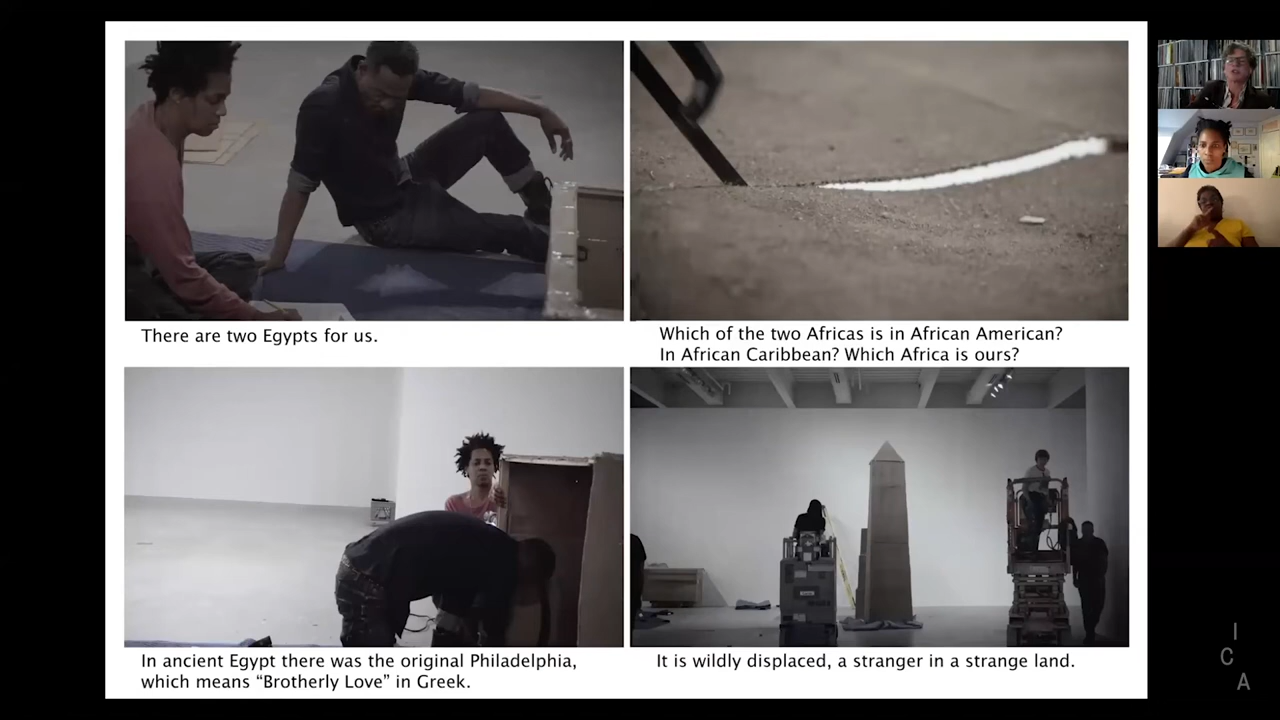 There are two Egypts for us.
Which of the two Africas is in African American?
In African Caribbean? Which Africa is ours?
In ancient Egypt there was the original Philadelphia,
which means “Brotherly Love” in Greek.
It is wildly displaced, a stranger in a strange land.
I
C
A